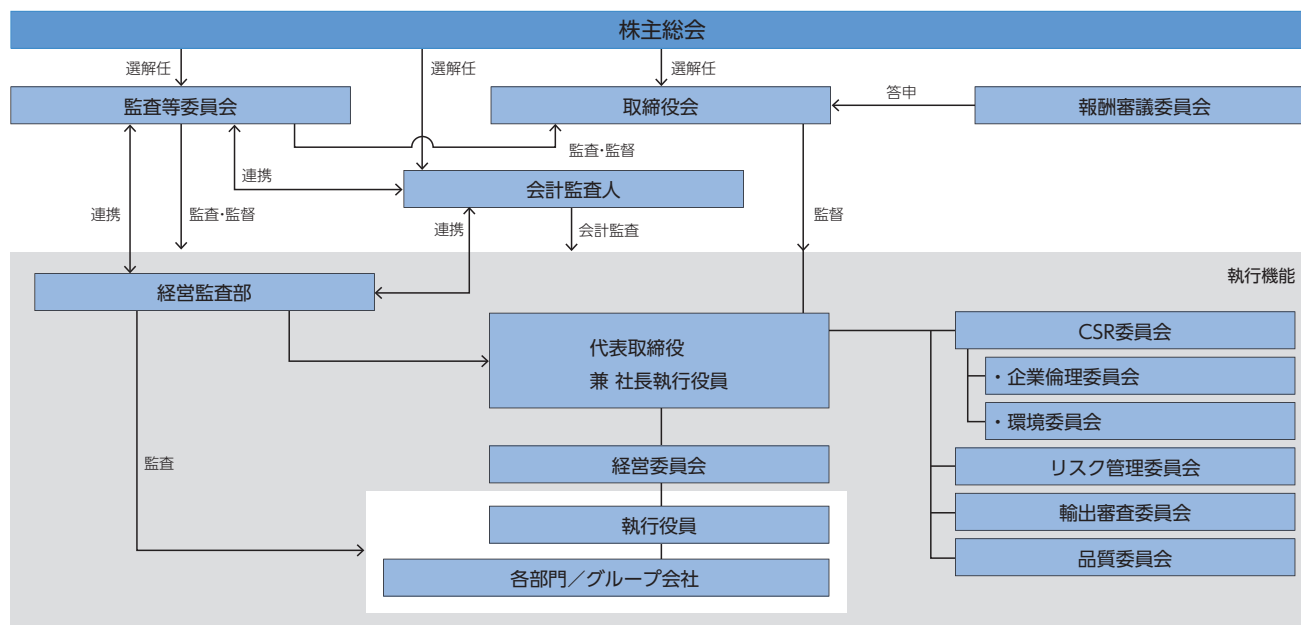 株主総会
選解任
選解任
選解任
監査等委員会
取締役会
答申
報酬審議委員会
監査・監督
連携
会計監査人
連携
監査・監督
連携
会計監査
監督
執行機能
経営監査部
代表取締役
兼 社長執行役員
CSR委員会
・企業倫理委員会
・環境委員会
監査
経営委員会
リスク管理委員会
執行役員
輸出審査委員会
各部門／グループ会社
品質委員会